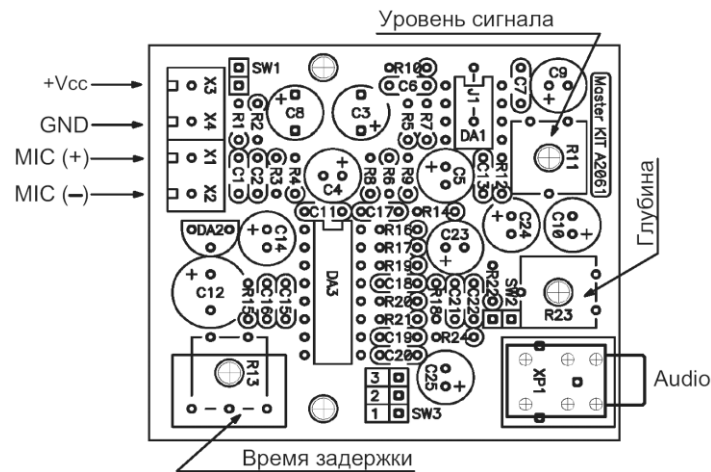 Уровень сигнала
+Vcc
GND
MIC (+)
MIC (−)
X3
X4
X1
X2
SW1
R1
R2
C8
C3
R10
C6
R5
R7
J1
DA1
C7
C9
Master KIT A2061
R11
C1
C2
R3
R4
C4
R6
R8
R9
C5
C13
R12
C11
C17
R14
C24
C10
Глубина
DA2
C14
DA3
R16
R17
C23
R19
C18
R20
R21
C19
C20
C12
R15
C16
C15
R18
C21
C22
R22
SW2
R23
R24
R13
3
2
1
SW3
C25
XP1
Audio
Время задержки